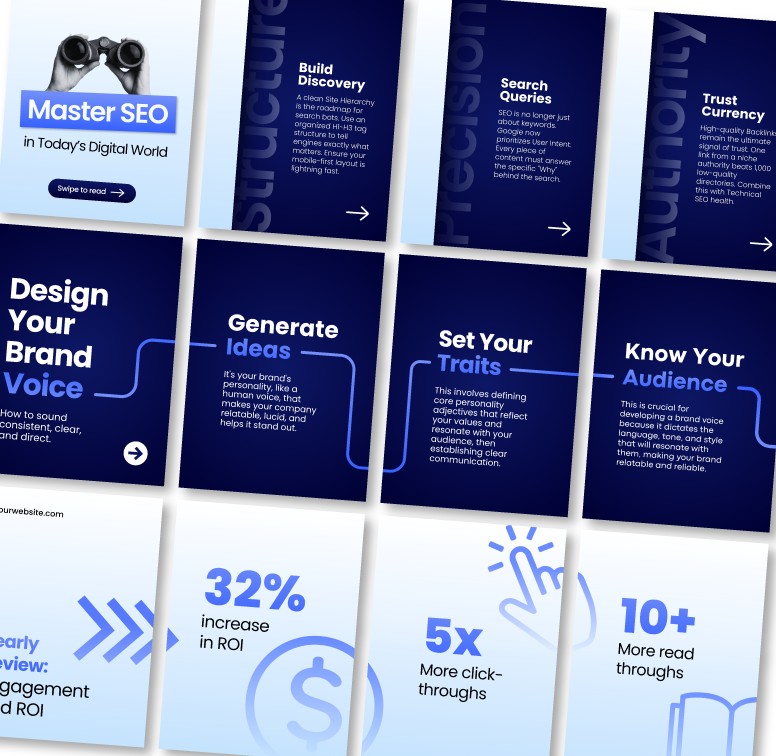 Master SEO
in Today's Digital World
Swipe to read
Structure
Build
Discovery
A clean Site Hierarchy
is the roadmap for
search bots. Use an
organized H1-H3 tag
structure to tell
engines exactly what
matters. Ensure your
mobile-first layout is
lightning fast.
Precision
Search
Queries
SEO is no longer just
about keywords.
Google now
prioritizes User Intent.
Every piece of
content must answer
the specific "Why"
behind the search.
Authority
Trust
Currency
High-quality Backlinks
remain the ultimate
signal of trust. One
link from a niche
authority beats 1,000
low-quality
directories. Combine
this with Technical
SEO health.
Design
Your
Brand
Voice
How to sound
consistent, clear,
and direct.
Generate
Ideas
It's your brand's
personality, like a
human voice, that
makes your company
relatable, lucid, and
helps it stand out.
Set Your
Traits
This involves defining
core personality
adjectives that reflect
your values and
resonate with your
audience, then
establishing clear
communication.
Know Your
Audience
This is crucial for
developing a brand voice
because it dictates the
language, tone, and style
that will resonate with
them, making your brand
relatable and reliable.
ourwebsite.com
early
eview:
gagement
d ROI
32%
increase
in ROI
5x
More click-
throughs
10+
More read
throughs